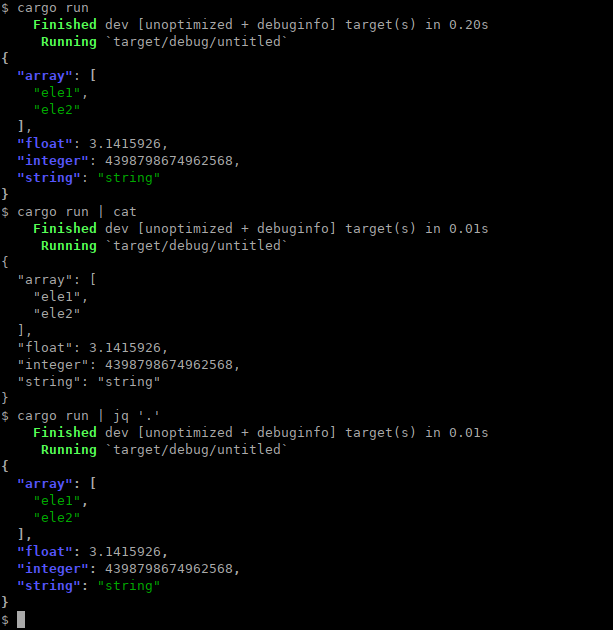 $ cargo run
    Finished dev [unoptimized + debuginfo] target(s) in 0.20s
     Running `target/debug/untitled`
{
  "array": [
    "ele1",
    "ele2"
  ],
  "float": 3.1415926,
  "integer": 4398798674962568,
  "string": "string"
}
$ cargo run | cat
    Finished dev [unoptimized + debuginfo] target(s) in 0.01s
     Running `target/debug/untitled`
{
  "array": [
    "ele1",
    "ele2"
  ],
  "float": 3.1415926,
  "integer": 4398798674962568,
  "string": "string"
}
$ cargo run | jq '.'
    Finished dev [unoptimized + debuginfo] target(s) in 0.01s
     Running `target/debug/untitled`
{
  "array": [
    "ele1",
    "ele2"
  ],
  "float": 3.1415926,
  "integer": 4398798674962568,
  "string": "string"
}
$